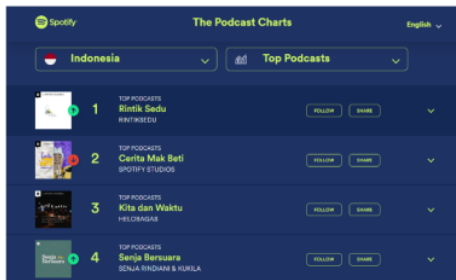 Spotify
The Podcast Charts
English
Indonesia
Top Podcasts
1
TOP PODCASTS
Rintik Sedu
RINTIKSEDU
FOLLOW
SHARE
2
TOP PODCASTS
Cerita Mak Beti
SPOTIFY STUDIOS
FOLLOW
SHARE
3
TOP PODCASTS
Kita dan Waktu
HELOBAGAS
FOLLOW
SHARE
Senja
Bersuara
4
TOP PODCASTS
Senja Bersuara
SENJA RINDIANI & KUKILA
FOLLOW
SHARE